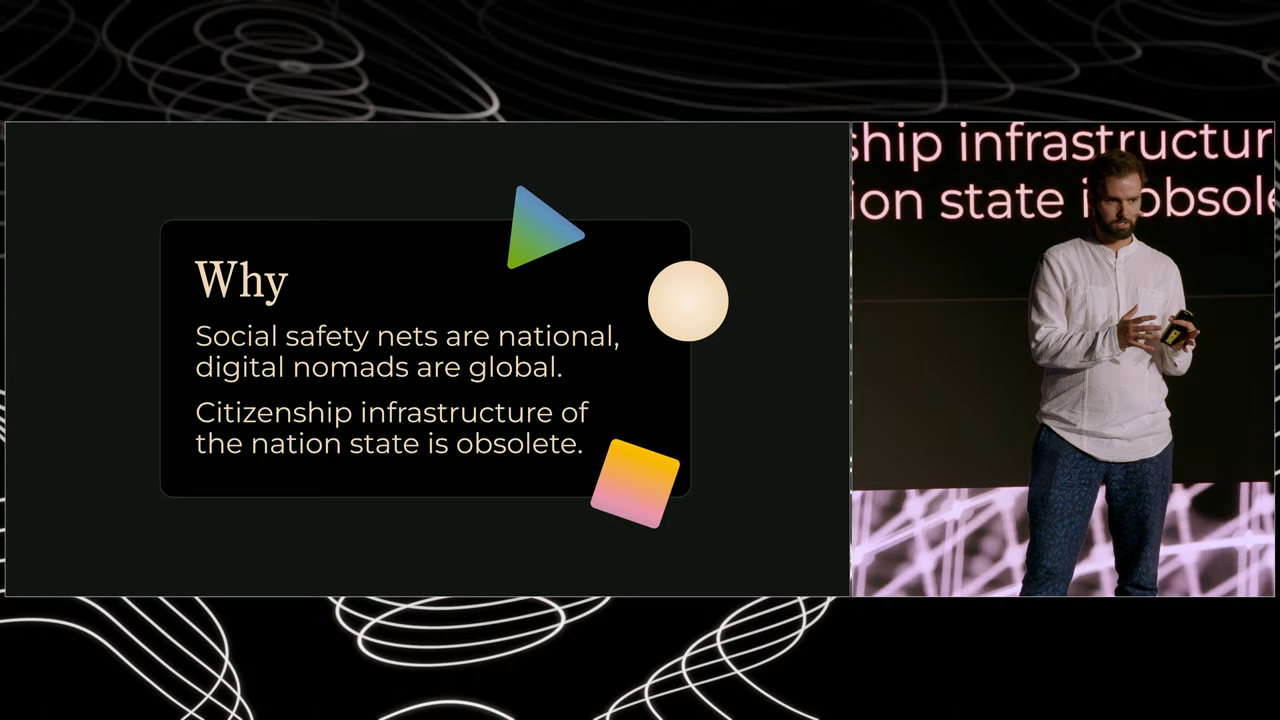 Why
Social safety nets are national,
digital nomads are global.
Citizenship infrastructure of
the nation state is obsolete.
ship infrastructur
ion state i obsole